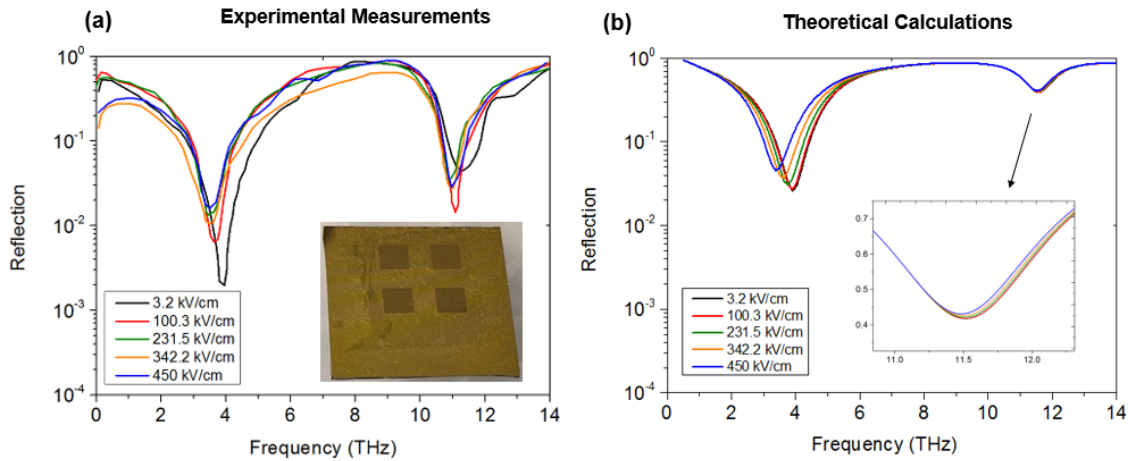 (a)
Experimental Measurements
10⁰
10⁻¹
10⁻²
10⁻³
10⁻⁴
Reflection
3.2 kV/cm
100.3 kV/cm
231.5 kV/cm
342.2 kV/cm
450 kV/cm
0 2 4 6 8 10 12 14
Frequency (THz)
(b)
Theoretical Calculations
10⁰
10⁻¹
10⁻²
10⁻³
10⁻⁴
Reflection
3.2 kV/cm
100.3 kV/cm
231.5 kV/cm
342.2 kV/cm
450 kV/cm
0.7
0.6
0.5
0.4
11.0 11.5 12.0
0 2 4 6 8 10 12 14
Frequency (THz)